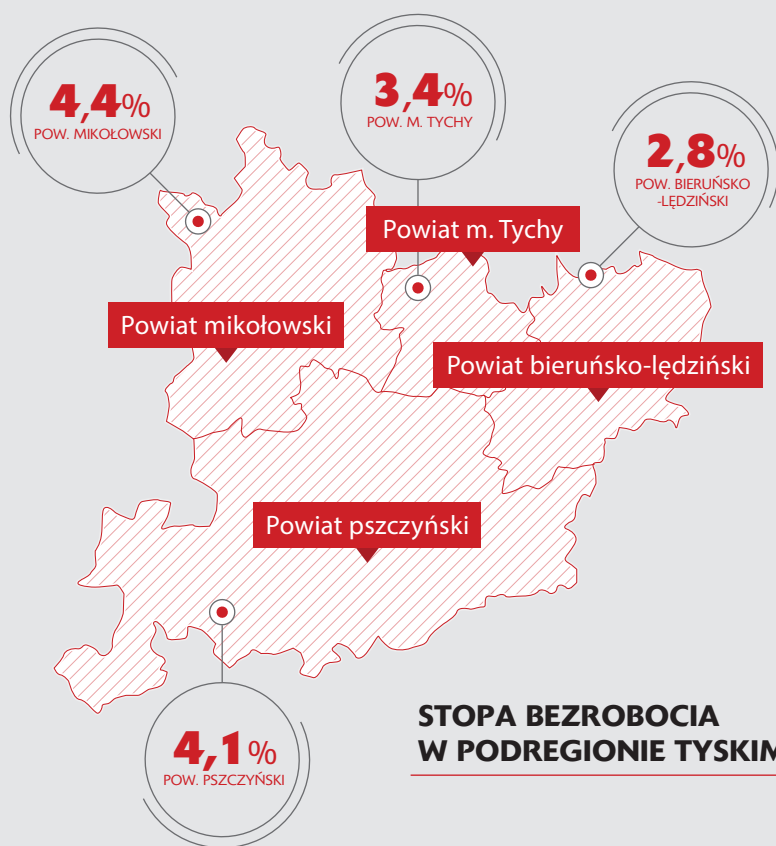 4,4%
POW. MIKOŁOWSKI
3,4%
POW. M. TYCHY
2,8%
POW. BIERUŃSKO
-LĘDZIŃSKI
Powiat m. Tychy
Powiat mikołowski
Powiat bieruńsko-lędziński
Powiat pszczyński
4,1%
POW. PSZCZYŃSKI
STOPA BEZROBOCIA
W PODREGIONIE TYSKIM